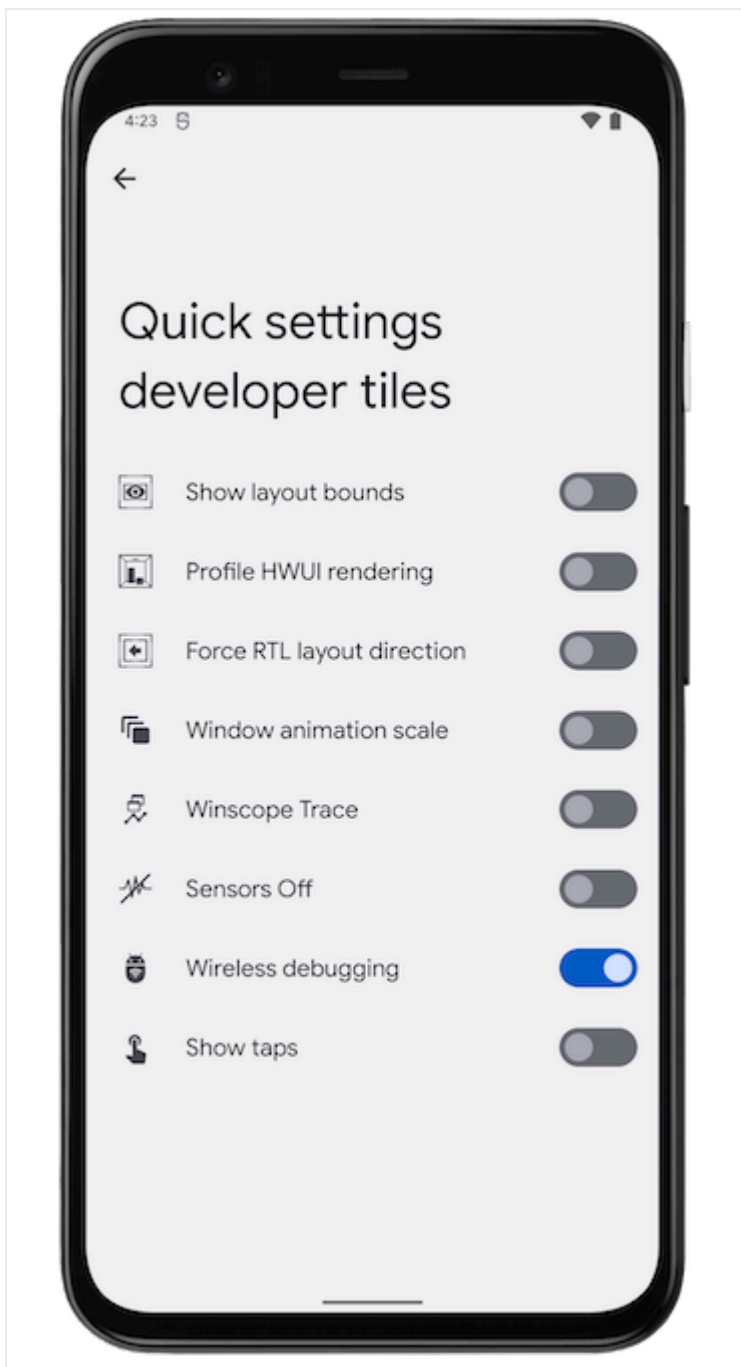 4:23
Quick settings
developer tiles
Show layout bounds
Profile HWUI rendering
Force RTL layout direction
Window animation scale
Winscope Trace
Sensors Off
Wireless debugging
Show taps